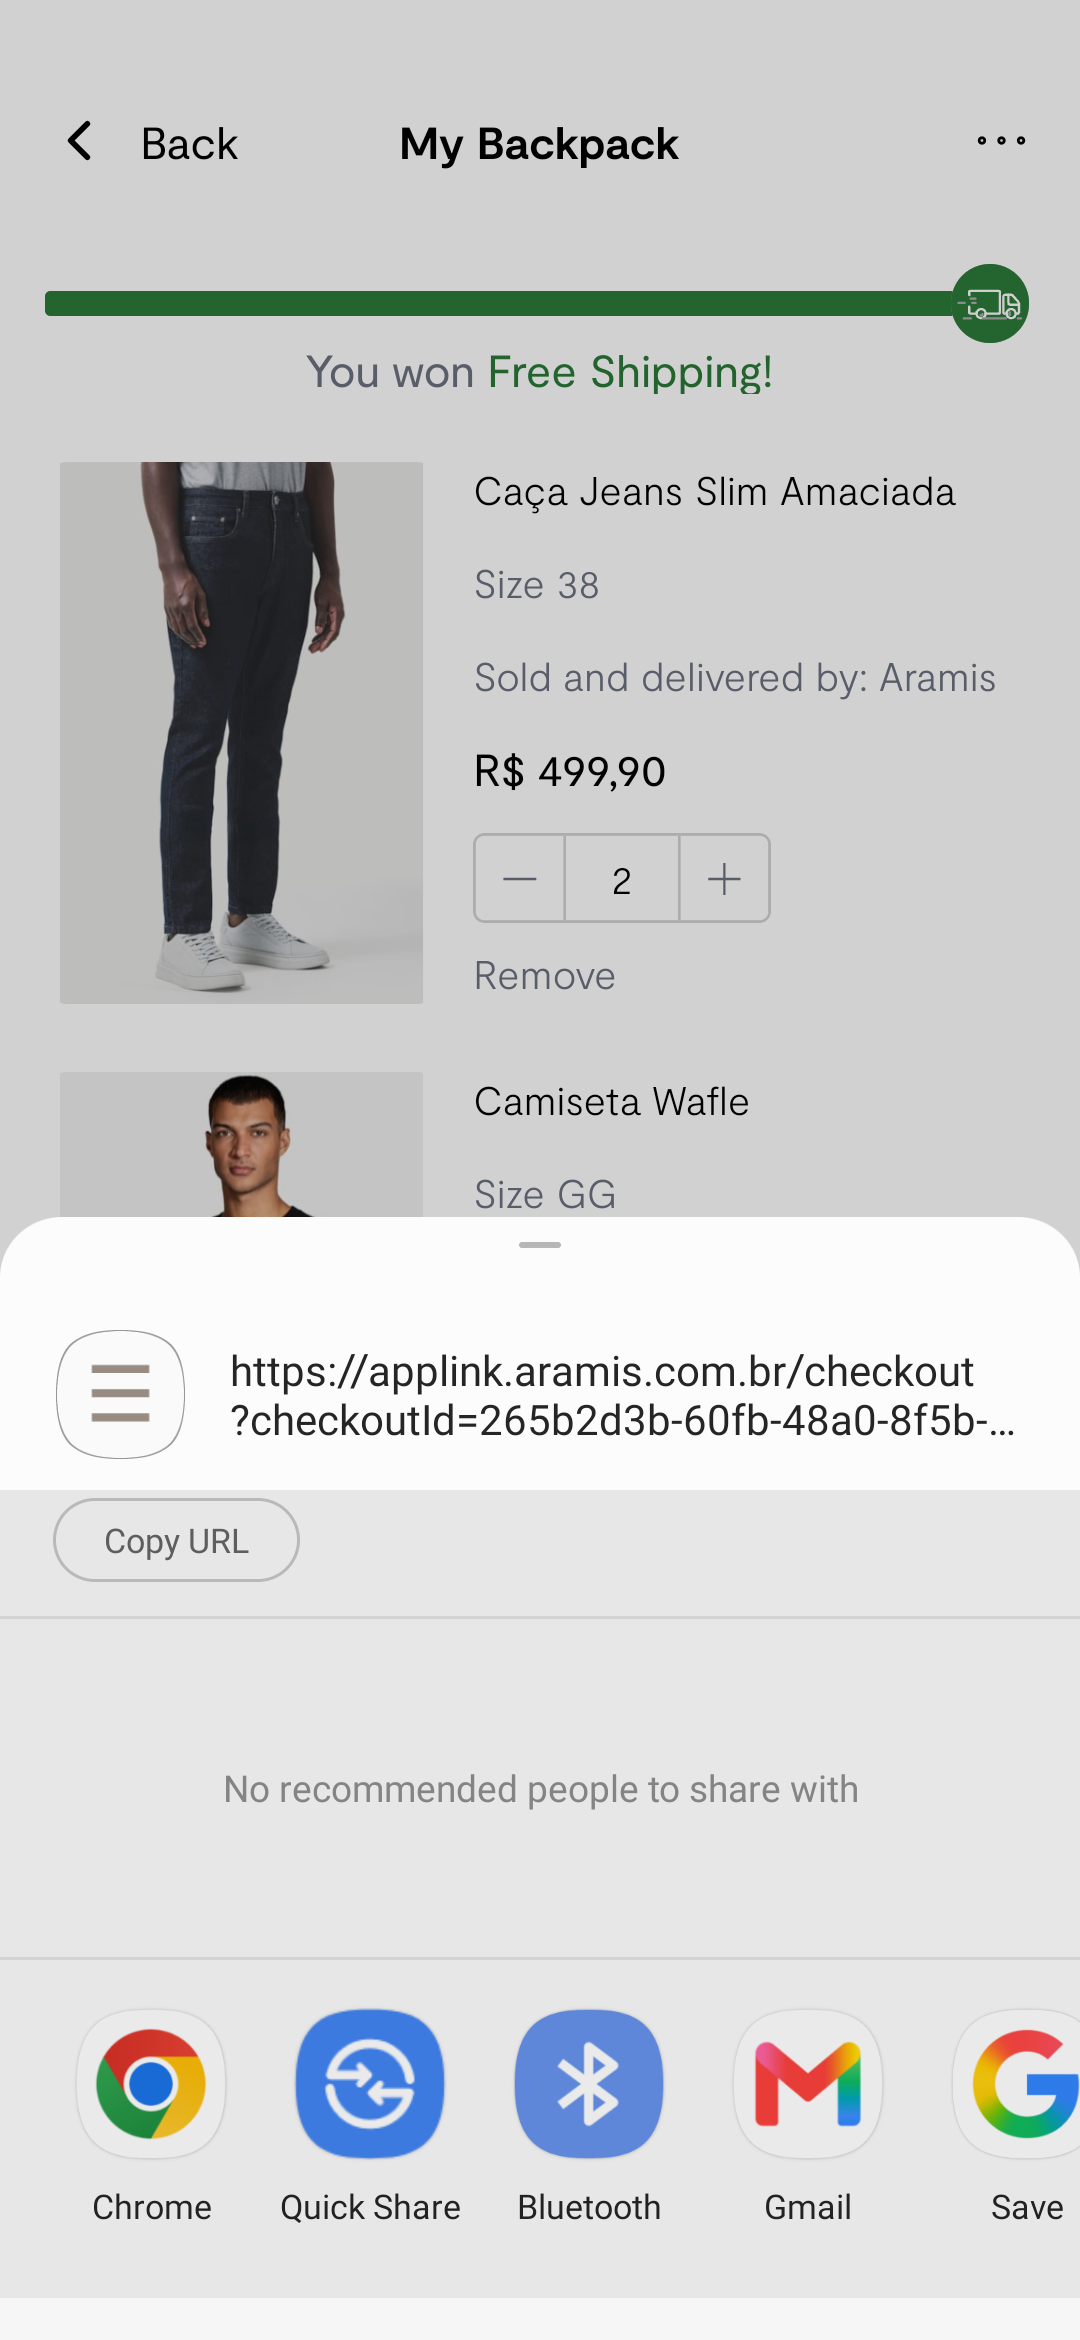 Back
My Backpack
You won Free Shipping!
Caça Jeans Slim Amaciada
Size 38
Sold and delivered by: Aramis
R$ 499,90
2
Remove
Camiseta Wafle
Size GG
https://applink.aramis.com.br/checkout
?checkoutId=265b2d3b-60fb-48a0-8f5b-...
Copy URL
No recommended people to share with
Chrome
Quick Share
Bluetooth
Gmail
Save